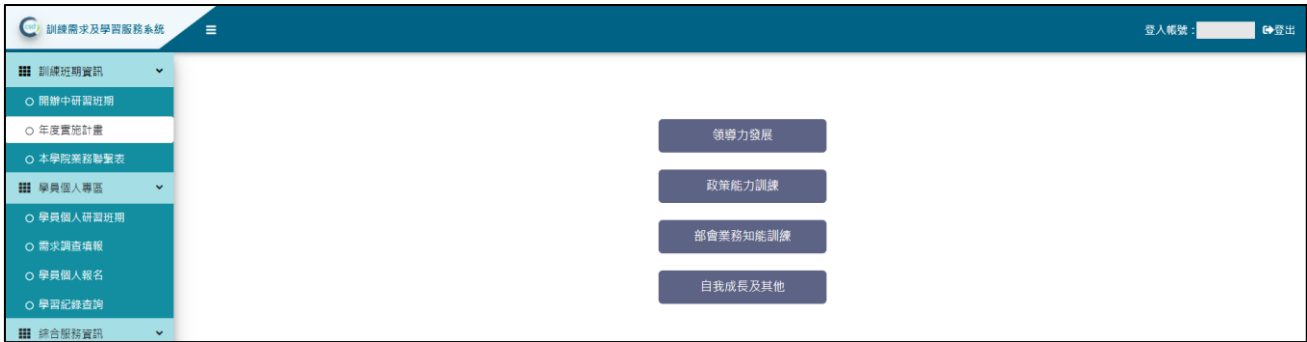 訓練需求及學習服務系統
登入帳號：
登出
訓練班期資訊
開辦中研習班期
年度實施計畫
本學院業務聯繫表
學員個人專區
學員個人研習班期
需求調查填報
學員個人報名
學習紀錄查詢
綜合服務資訊
領導力發展
政策能力訓練
部會業務知能訓練
自我成長及其他